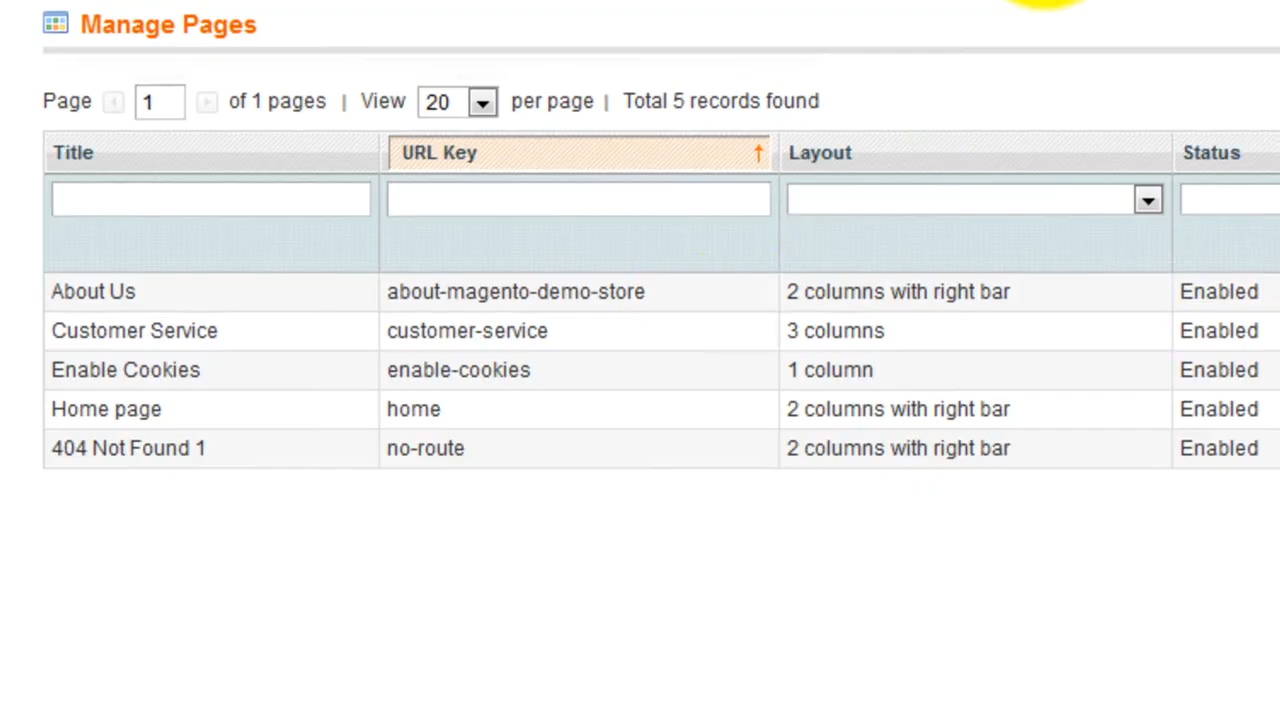 Manage Pages
Page 1 of 1 pages | View 20 per page | Total 5 records found
Title URL Key Layout Status
About Us about-magento-demo-store 2 columns with right bar Enabled
Customer Service customer-service 3 columns Enabled
Enable Cookies enable-cookies 1 column Enabled
Home page home 2 columns with right bar Enabled
404 Not Found 1 no-route 2 columns with right bar Enabled